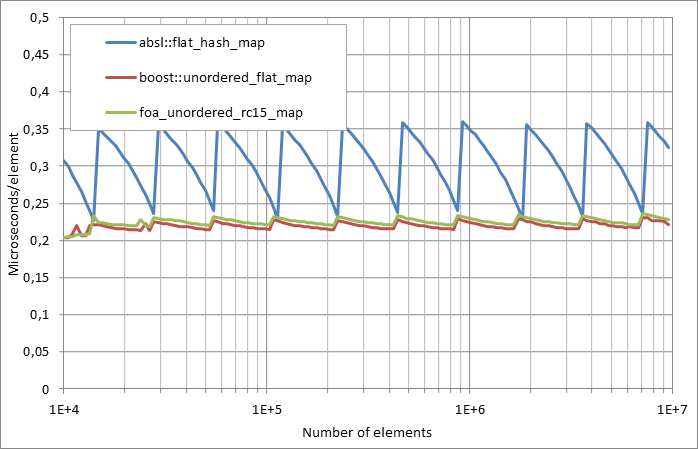 0,5
0,45
0,4
0,35
0,3
0,25
0,2
0,15
0,1
0,05
0
Microseconds/element
absl::flat_hash_map
boost::unordered_flat_map
foa_unordered_rc15_map
1E+4 1E+5 1E+6 1E+7
Number of elements